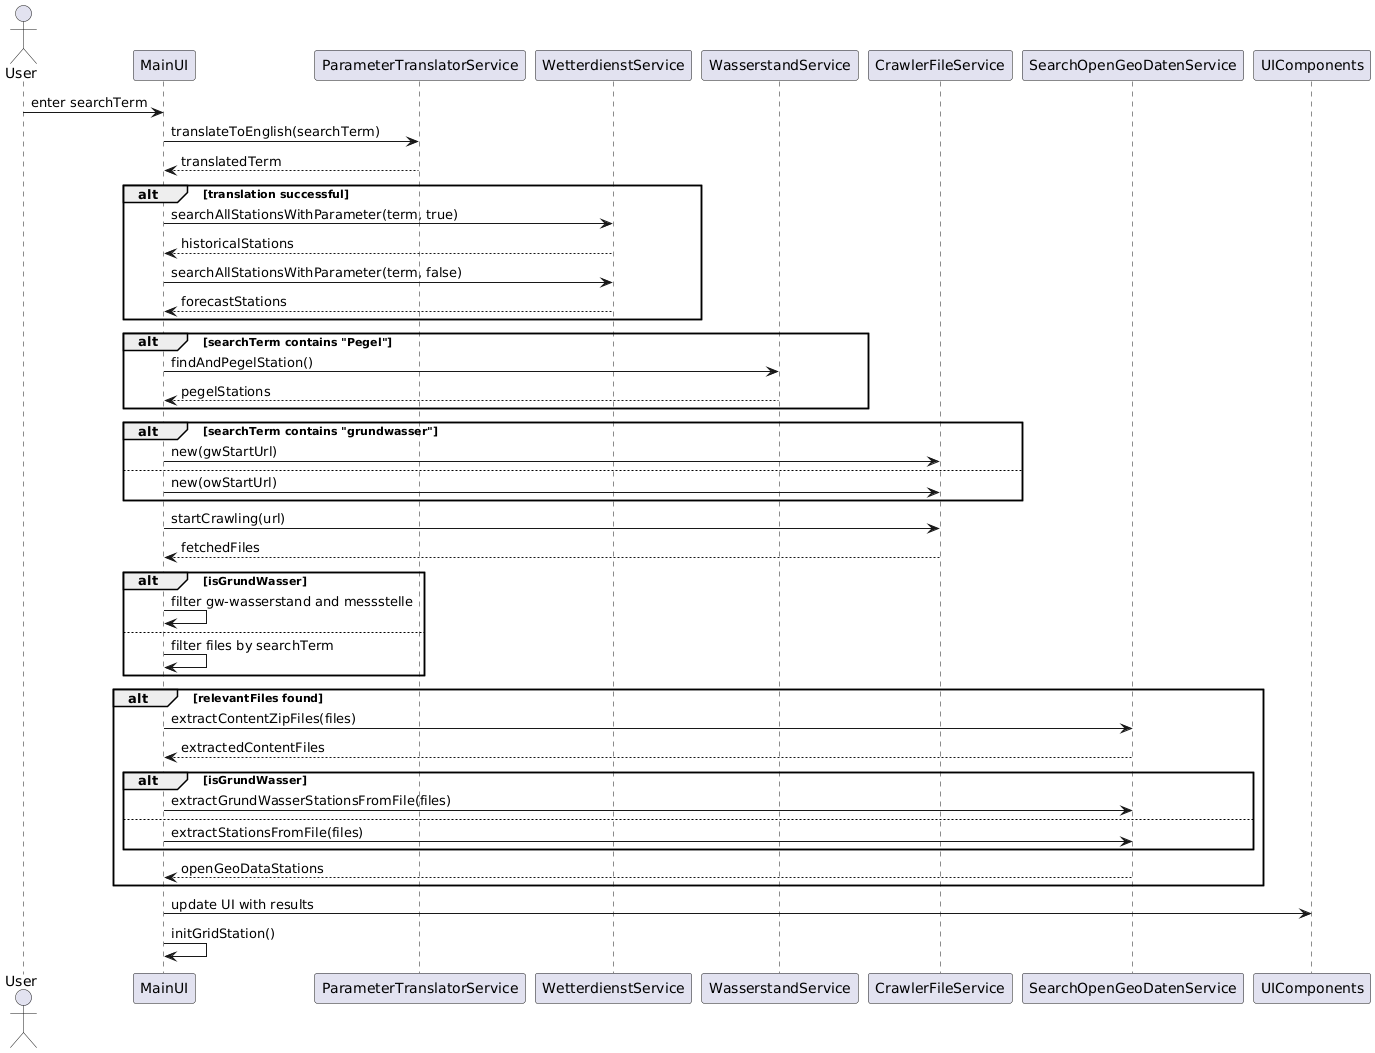 User
MainUI
ParameterTranslatorService
WetterdienstService
WasserstandService
CrawlerFileService
SearchOpenGeoDatenService
UIComponents
enter searchTerm
translateToEnglish(searchTerm)
translatedTerm
alt [translation successful]
searchAllStationsWithParameter(term, true)
historicalStations
searchAllStationsWithParameter(term, false)
forecastStations
alt [searchTerm contains "Pegel"]
findAndPegelStation()
pegelStations
alt [searchTerm contains "grundwasser"]
new(gwStartUrl)
new(owStartUrl)
startCrawling(url)
fetchedFiles
alt [isGrundWasser]
filter gw-wasserstand and messstelle
filter files by searchTerm
alt [relevantFiles found]
extractContentZipFiles(files)
extractedContentFiles
alt [isGrundWasser]
extractGrundWasserStationsFromFile(files)
extractStationsFromFile(files)
openGeoDataStations
update UI with results
initGridStation()
User
MainUI
ParameterTranslatorService
WetterdienstService
WasserstandService
CrawlerFileService
SearchOpenGeoDatenService
UIComponents